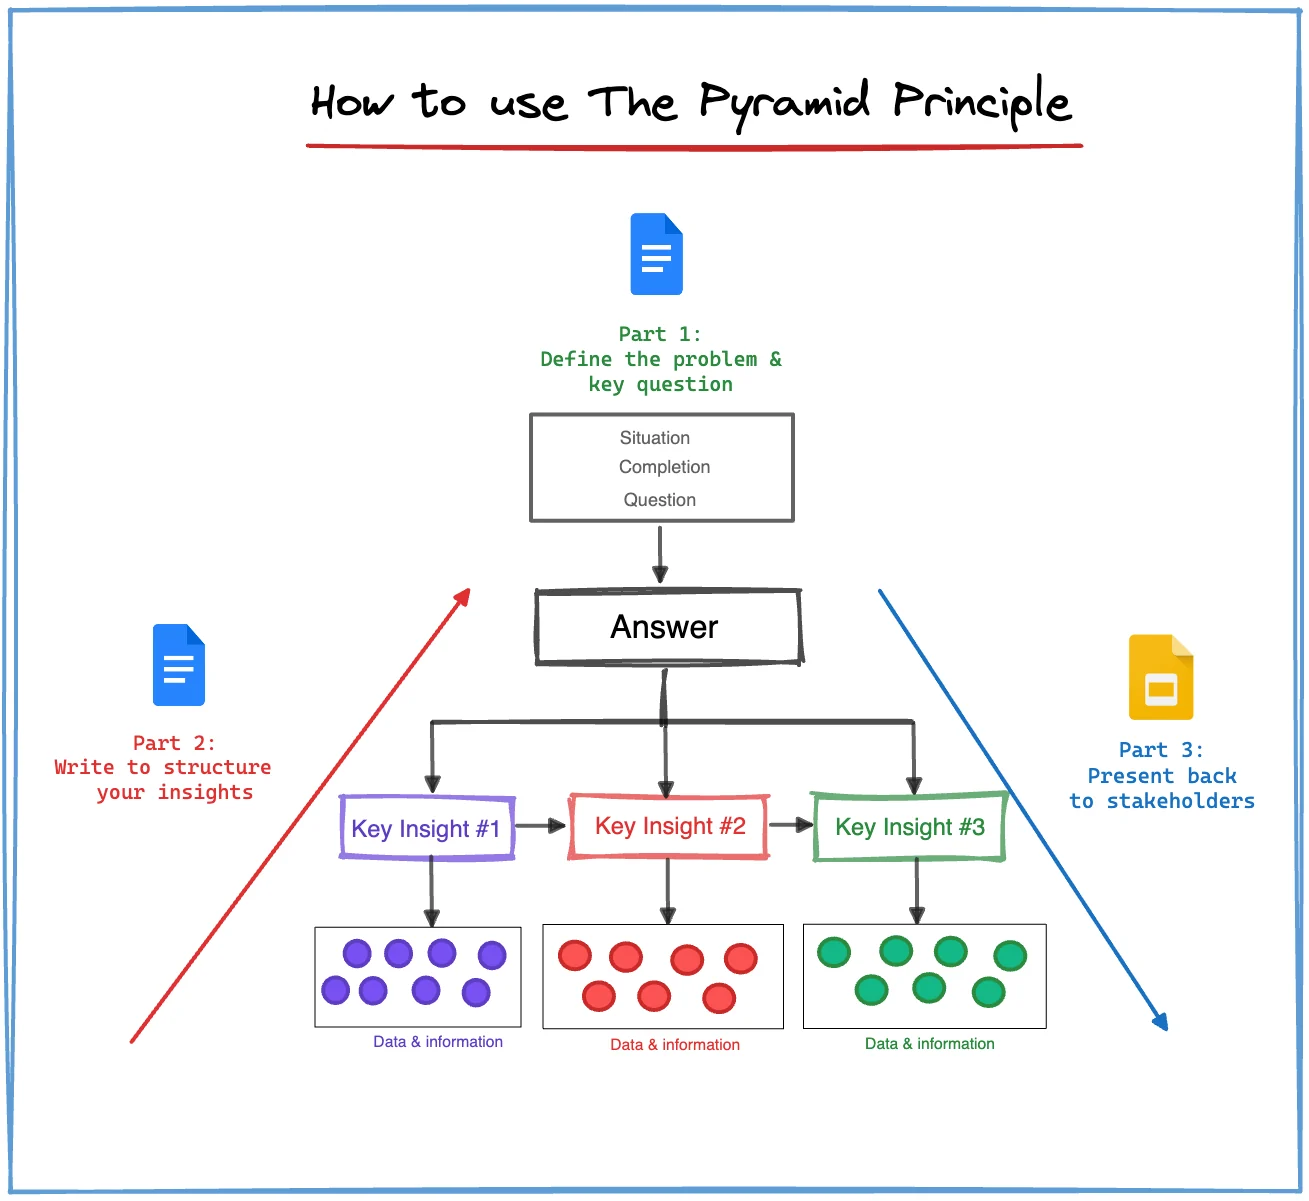 How to use The Pyramid Principle
Part 1:
Define the problem &
key question
Situation
Completion
Question
Answer
Part 2:
Write to structure
your insights
Part 3:
Present back
to stakeholders
Key Insight #1
Key Insight #2
Key Insight #3
Data & information
Data & information
Data & information